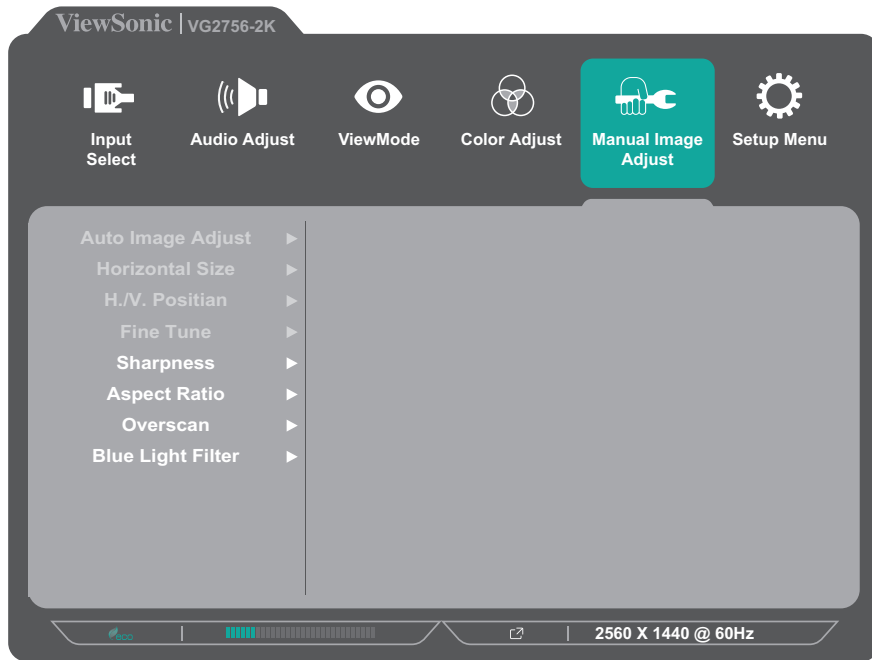 ViewSonic | VG2756-2K
Input
Select
Audio Adjust
ViewMode
Color Adjust
Manual Image
Adjust
Setup Menu
Auto Image Adjust
Horizontal Size
H./V. Positian
Fine Tune
Sharpness
Aspect Ratio
Overscan
Blue Light Filter
eco
2560 X 1440 @ 60Hz